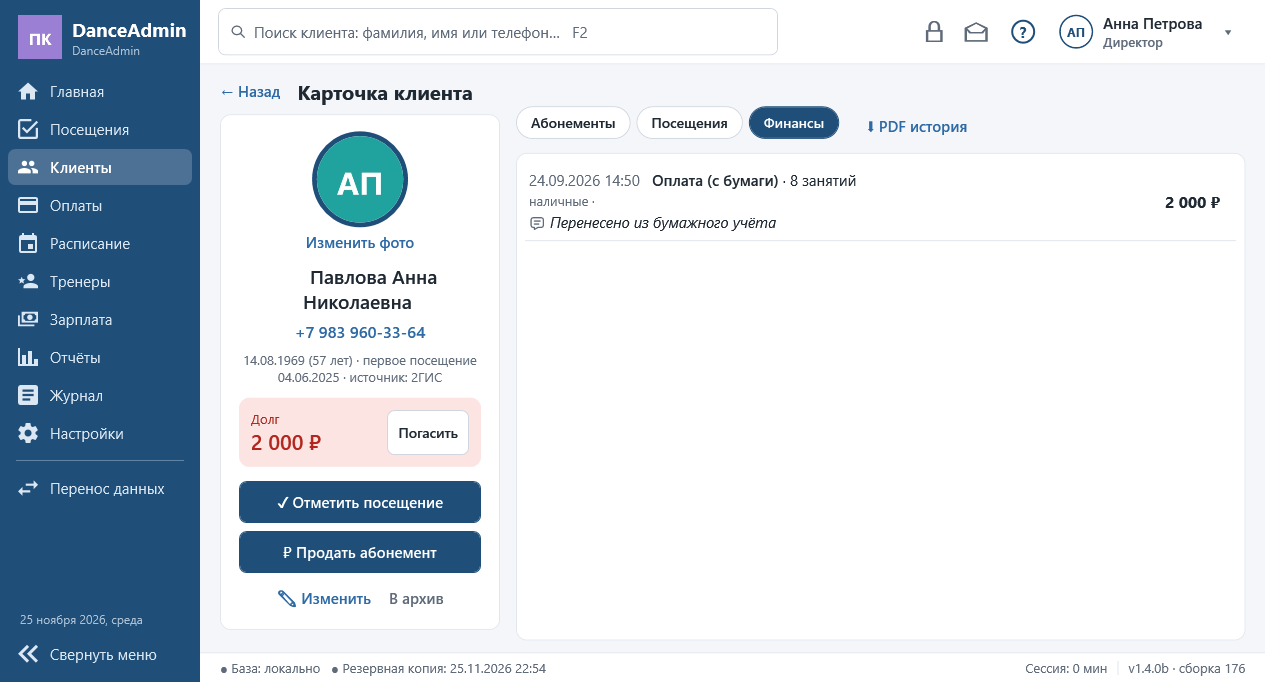 ПК
DanceAdmin
DanceAdmin
Главная
Посещения
Клиенты
Оплаты
Расписание
Тренеры
Зарплата
Отчёты
Журнал
Настройки
Перенос данных
25 ноября 2026, среда
Свернуть меню
Поиск клиента: фамилия, имя или телефон... F2
?
АП
Анна Петрова
Директор
← Назад
Карточка клиента
АП
Изменить фото
Павлова Анна
Николаевна
+7 983 960-33-64
14.08.1969 (57 лет) · первое посещение
04.06.2025 · источник: 2ГИС
Долг
2 000 ₽
Погасить
✓ Отметить посещение
₽ Продать абонемент
Изменить
В архив
Абонементы
Посещения
Финансы
⬇ PDF история
24.09.2026 14:50 Оплата (с бумаги) · 8 занятий
наличные ·
2 000 ₽
Перенесено из бумажного учёта
● База: локально ● Резервная копия: 25.11.2026 22:54
Сессия: 0 мин
v1.4.0b · сборка 176